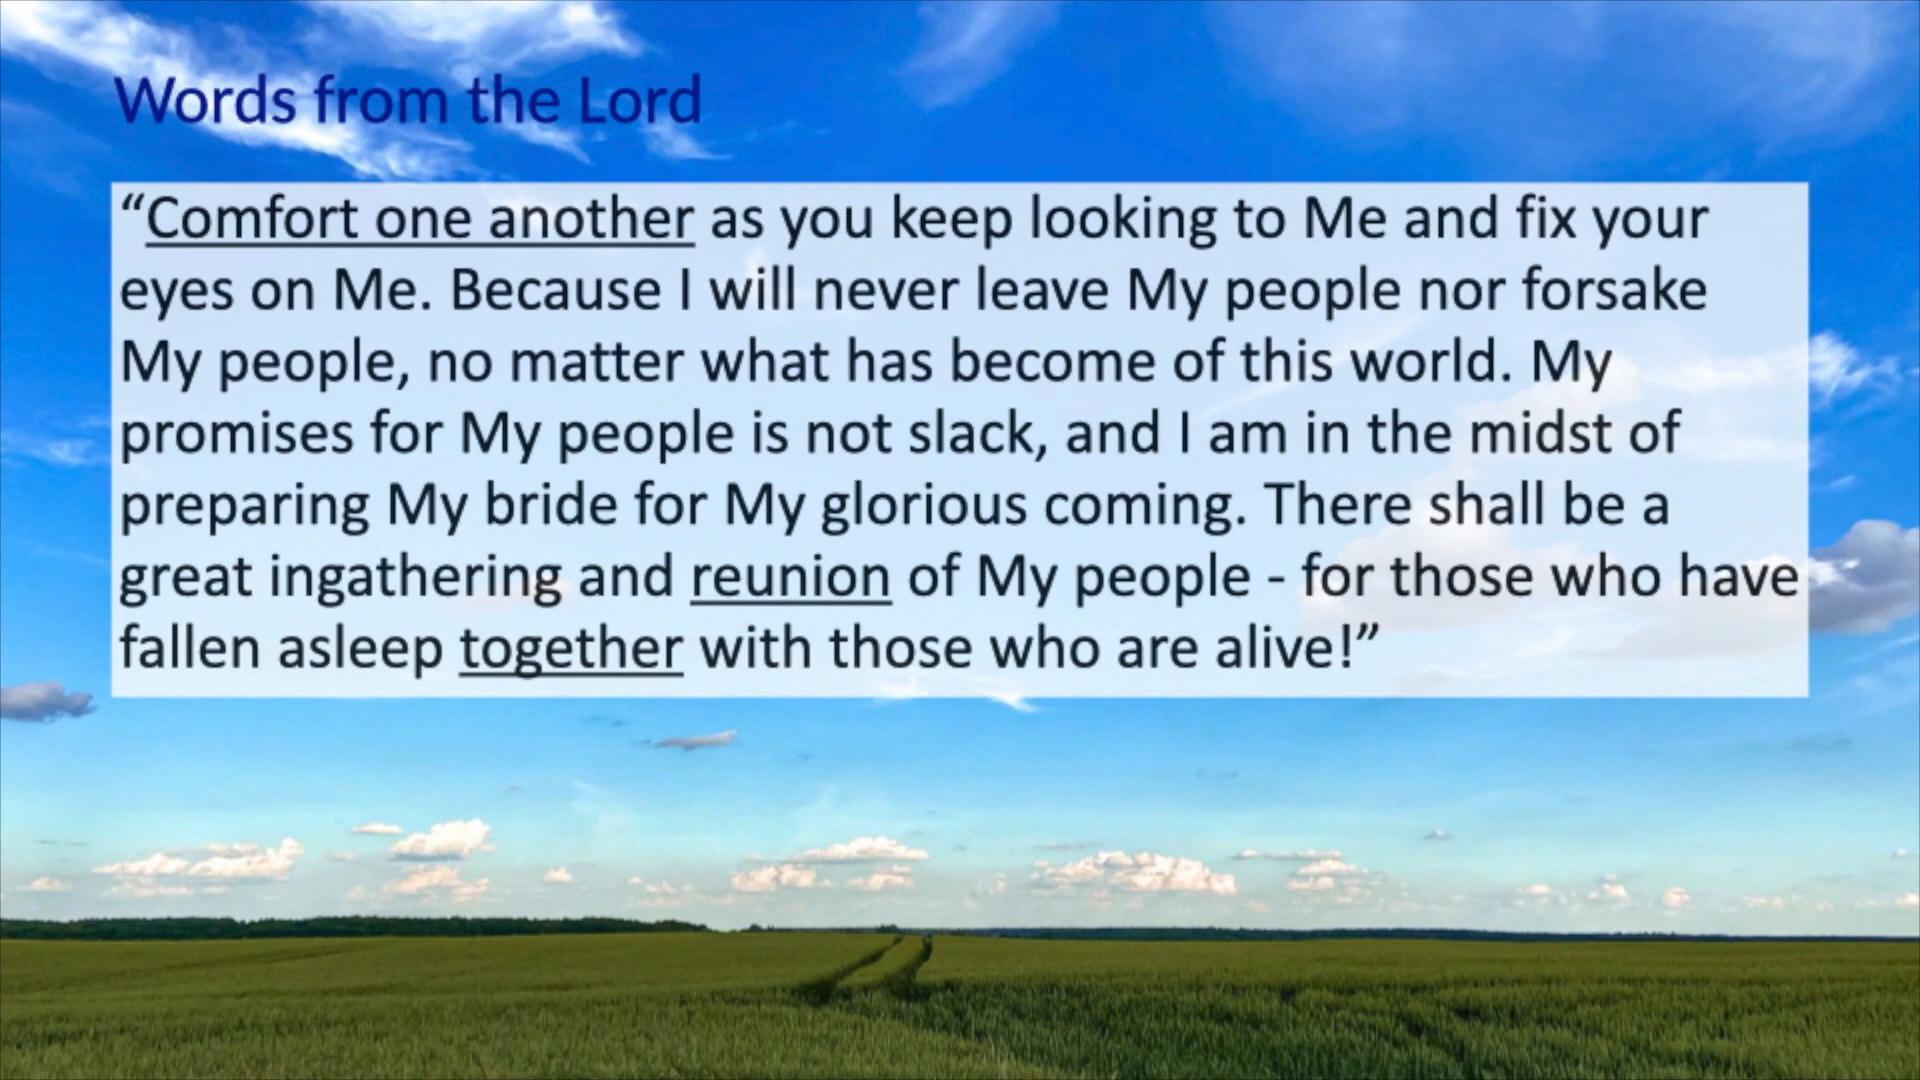 Words from the Lord
“Comfort one another as you keep looking to Me and fix your
eyes on Me. Because I will never leave My people nor forsake
My people, no matter what has become of this world. My
promises for My people is not slack, and I am in the midst of
preparing My bride for My glorious coming. There shall be a
great ingathering and reunion of My people - for those who have
fallen asleep together with those who are alive!”